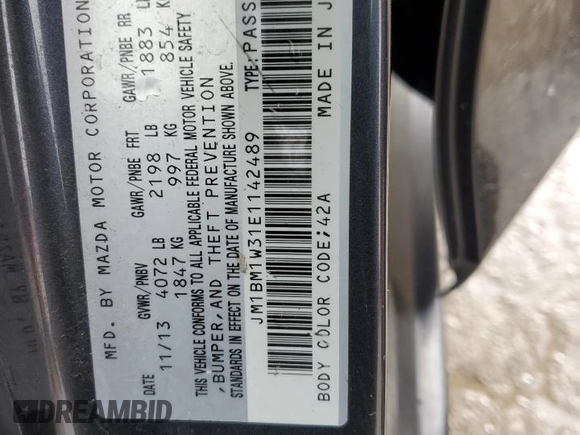 MFD. BY MAZDA MOTOR CORPORATION
DATE GVWR/PNBV GAWR/PNBE FRT GAWR/PNBE RR
11/13 4072 LB 2198 LB 1883
1847 KG 997 KG 854
THIS VEHICLE CONFORMS TO ALL APPLICABLE FEDERAL MOTOR VEHICLE SAFETY
,BUMPER,AND THEFT PREVENTION
STANDARDS IN EFFECT ON THE DATE OF MANUFACTURE SHOWN ABOVE.
JM1BM1W31E1142489 TYPE:PASS
BODY COLOR CODE;42A MADE IN
DREAMBID